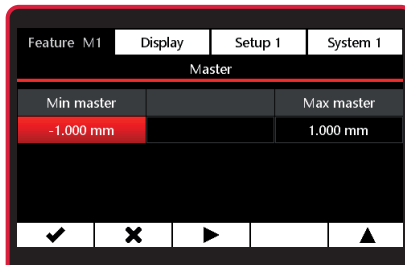 Feature M1 Display Setup 1 System 1
Master
Min master Max master
-1.000 mm 1.000 mm